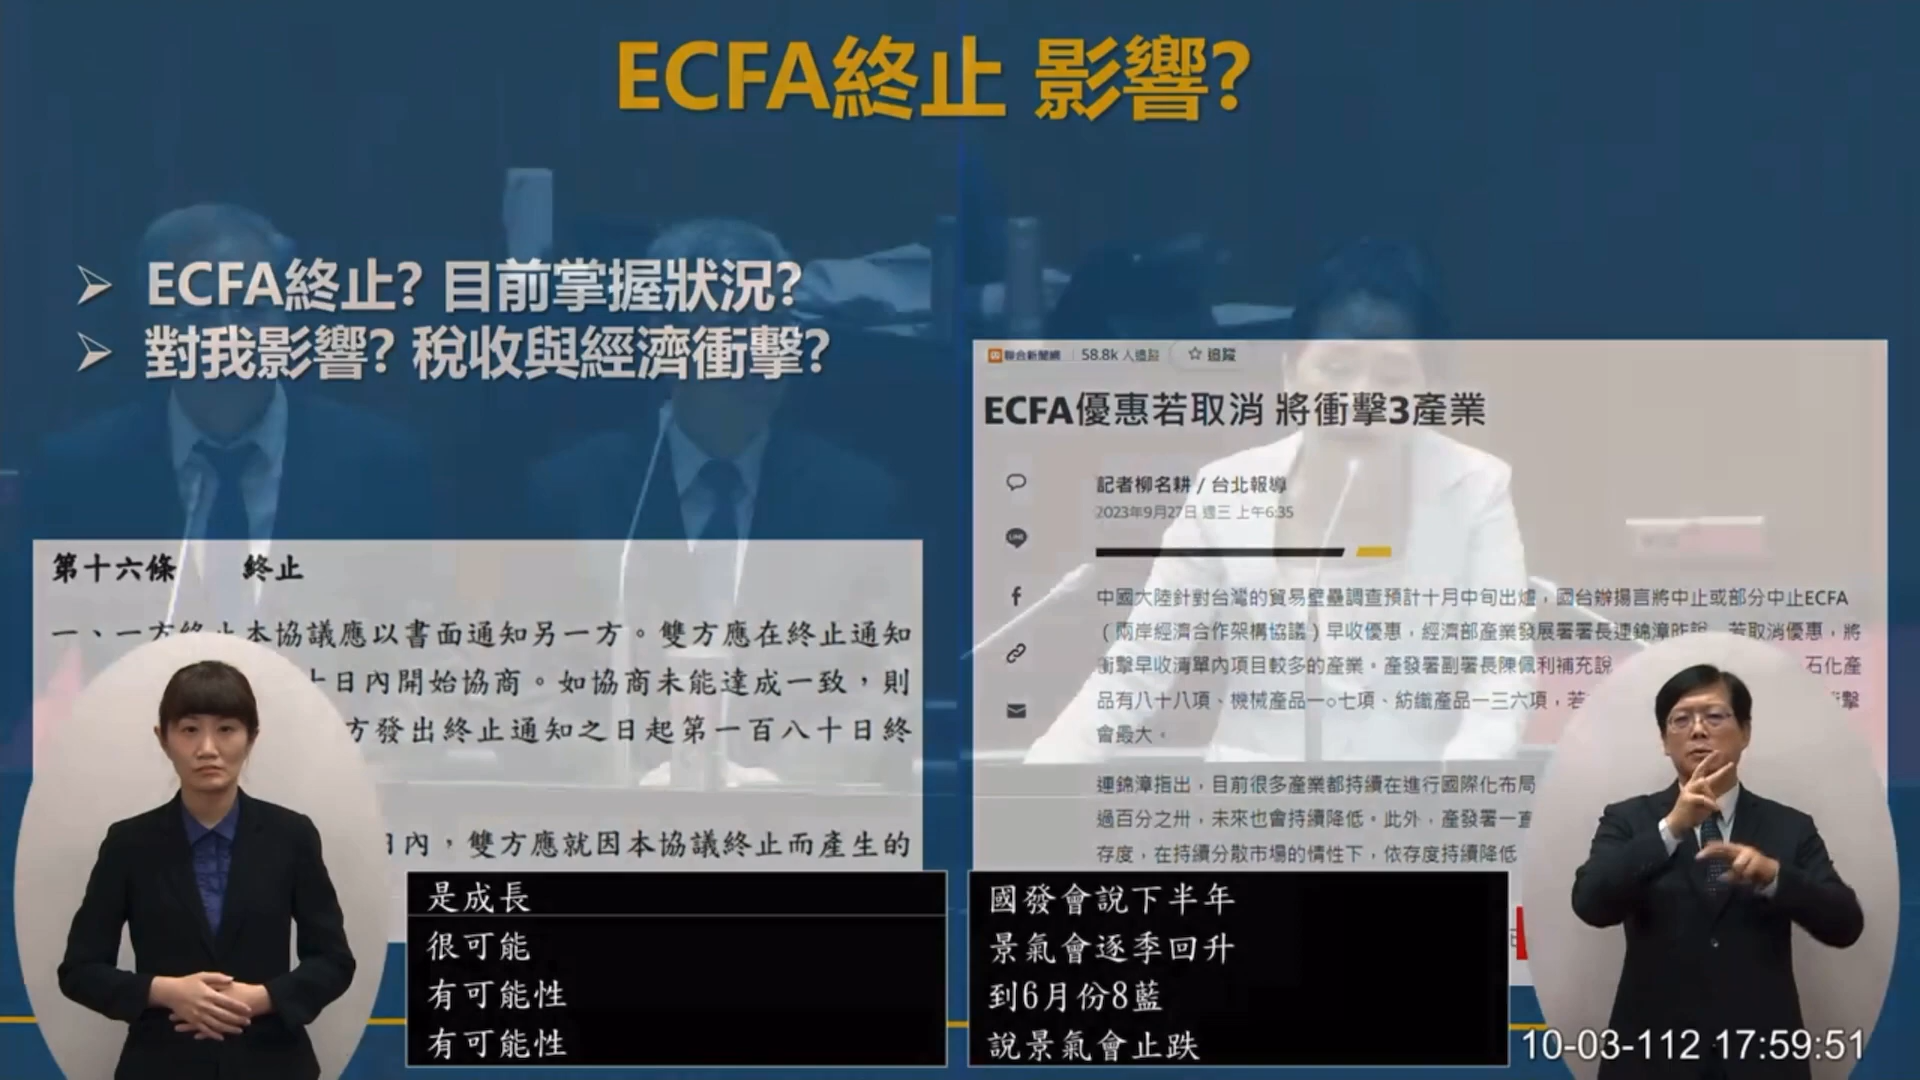 ECFA終止 影響?
ECFA終止? 目前掌握狀況?
對我影響? 稅收與經濟衝擊?
第十六條 終止
一、一方終止本協議應以書面通知另一方。雙方應在終止通知
日內開始協商。如協商未能達成一致，則
方發出終止通知之日起第一百八十日終
日內，雙方應就因本協議終止而產生的
聯合新聞網 58.8k 人追蹤 ☆ 追蹤
ECFA優惠若取消 將衝擊3產業
記者柳名耕 / 台北報導
2023年9月27日 週三 上午6:35
LINE
中國大陸針對台灣的貿易壁壘調查預計十月中旬出爐，國台辦揚言將中止或部分中止ECFA
（兩岸經濟合作架構協議）早收優惠，經濟部產業發展署署長連錦漳昨說，若取消優惠，將
衝擊早收清單內項目較多的產業。產發署副署長陳佩利補充說 石化產
品有八十八項、機械產品一○七項、紡織產品一三六項，若 擊
會最大。
連錦漳指出，目前很多產業都持續在進行國際化布局
過百分之卅，未來也會持續降低。此外，產發署一直
存度，在持續分散市場的情性下，依存度持續降低
是成長
很可能
有可能性
有可能性
國發會說下半年
景氣會逐季回升
到6月份8藍
說景氣會止跌
10-03-112 17:59:51